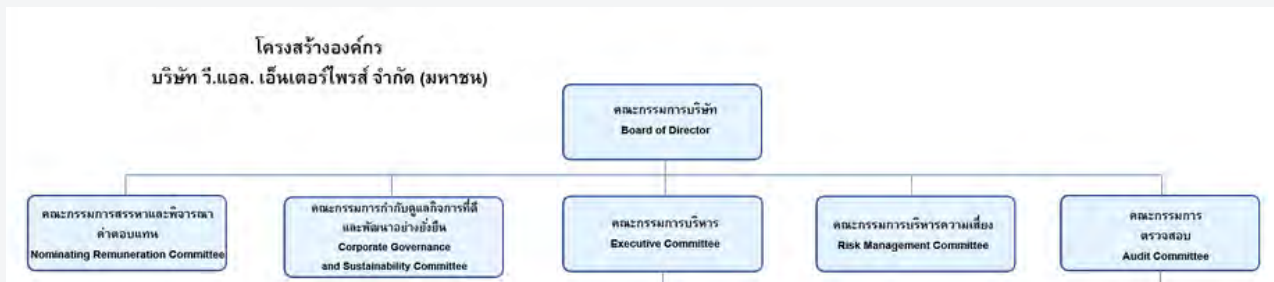 โครงสร้างองค์กร
บริษัท วี.แอล. เอ็นเตอร์ไพรส์ จำกัด (มหาชน)
คณะกรรมการบริษัท
Board of Director
คณะกรรมการสรรหาและพิจารณา
ค่าตอบแทน
Nominating Remuneration Committee
คณะกรรมการกำกับดูแลกิจการที่ดี
และพัฒนาอย่างยั่งยืน
Corporate Governance
and Sustainability Committee
คณะกรรมการบริหาร
Executive Committee
คณะกรรมการบริหารความเสี่ยง
Risk Management Committee
คณะกรรมการ
ตรวจสอบ
Audit Committee